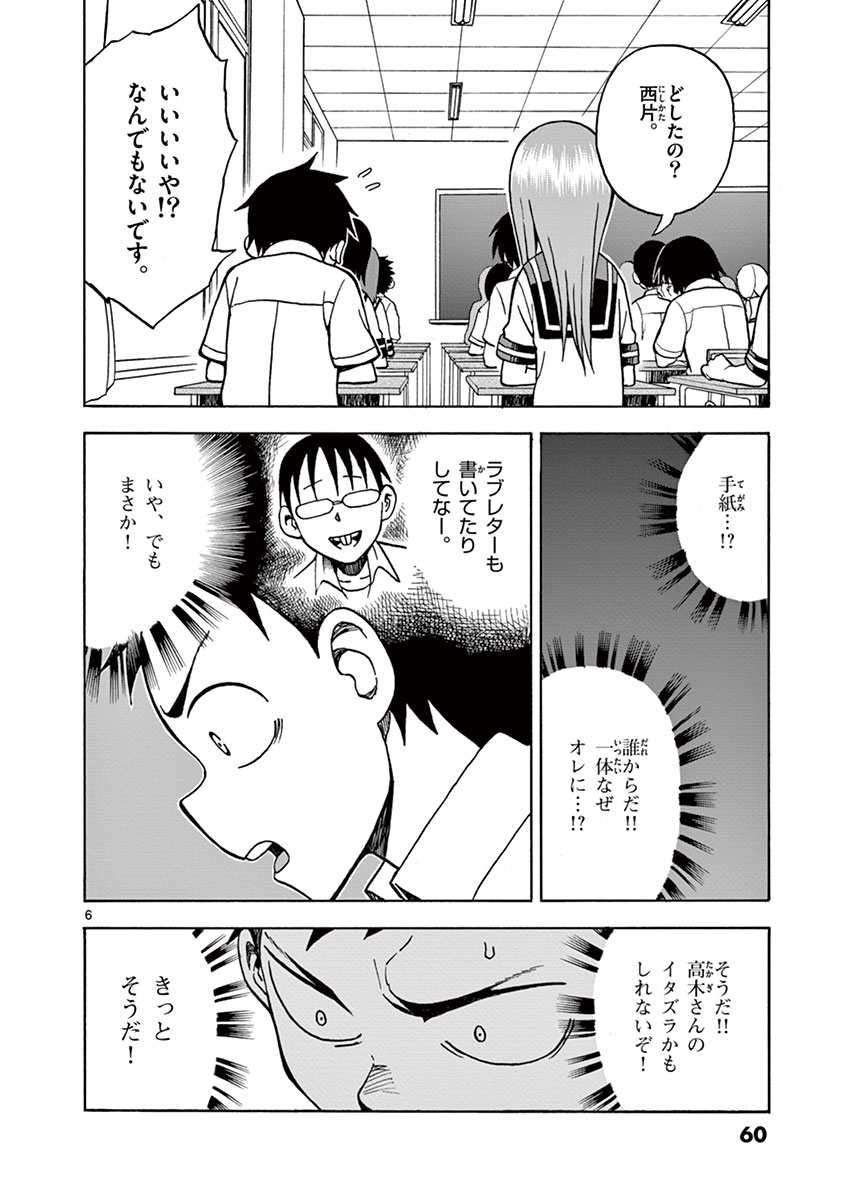 どしたの?
西片。
いいいいや!?
なんでもないです。
手紙…!?
誰からだ!!
一体なぜ
オレに…!?
ラブレターも
書いてたり
してなー。
いや、でも
まさか!
そうだ!!
高木さんの
イタズラかも
しれないぞ!
きっと
そうだ!
6
60